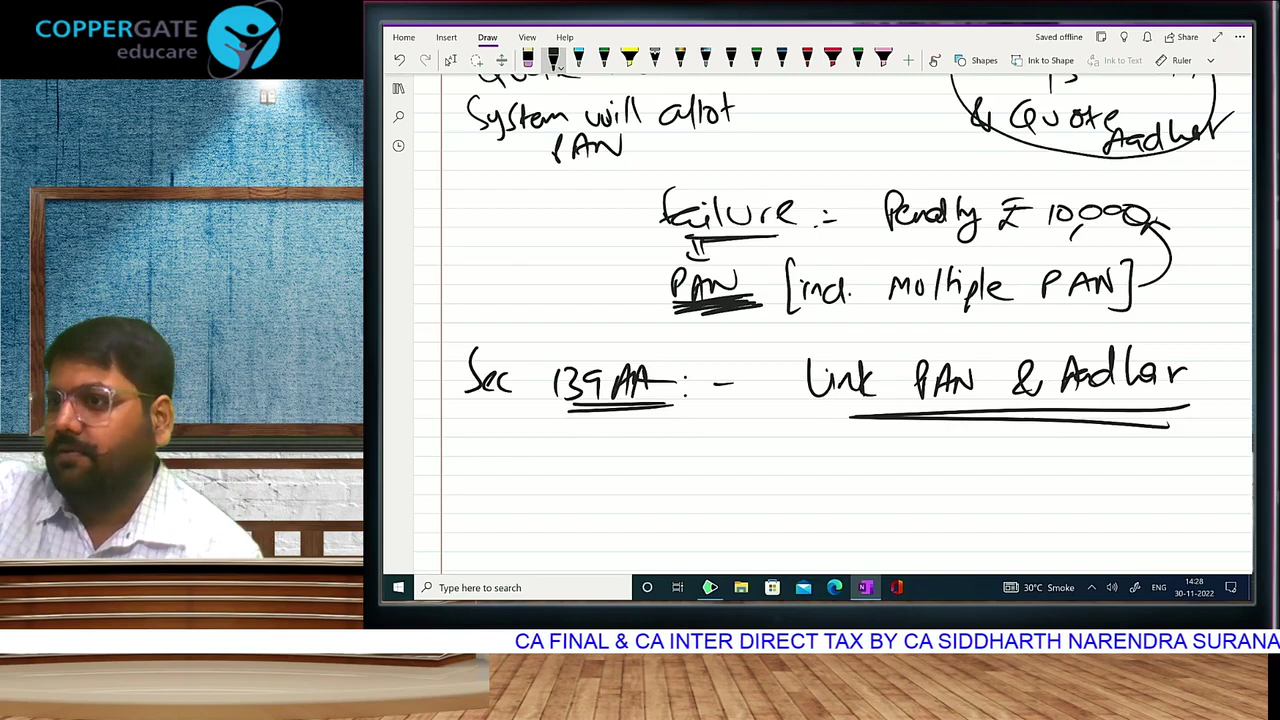 COPPERGATE
educare
Home Insert Draw View Help
Saved offline
Share
Shapes
Ink to Shape
Ink to Text
Ruler
System will allot
PAN
& Quote
Aadhar
failure :- Penalty ₹ 10,000
PAN [incl. Multiple PAN]
Sec 139AA :- Link PAN & Aadhar
Type here to search
30°C Smoke
ENG
14:28
30-11-2022
CA FINAL & CA INTER DIRECT TAX BY CA SIDDHARTH NARENDRA SURANA